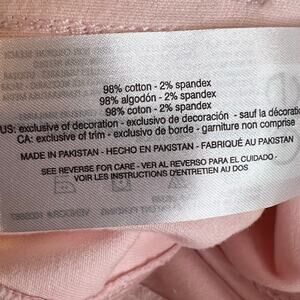 98% cotton - 2% spandex
98% algodón - 2% spandex
98% coton - 2% spandex
US: exclusive of decoration - exclusivo de decoración - sauf la décoratio
CA: exclusive of trim - exclusivo de borde - garniture non comprise
MADE IN PAKISTAN - HECHO EN PAKISTAN - FABRIQUÉ AU PAKISTAN
SEE REVERSE FOR CARE - VER AL REVERSO PARA EL CUIDADO -
VOIR LES INSTRUCTIONS D'ENTRETIEN AU DOS